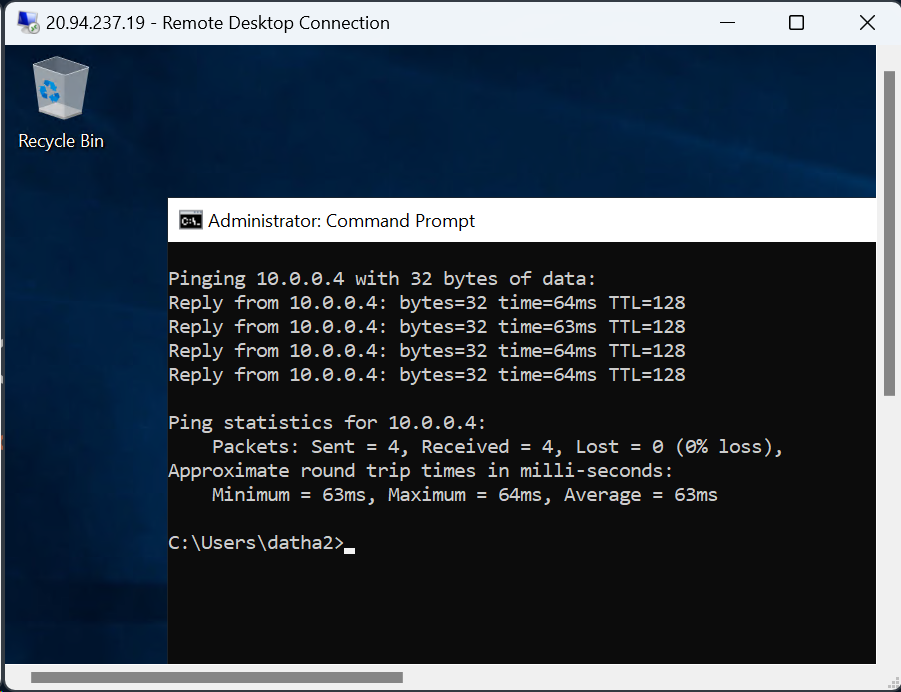 20.94.237.19 - Remote Desktop Connection
Recycle Bin
Administrator: Command Prompt
Pinging 10.0.0.4 with 32 bytes of data:
Reply from 10.0.0.4: bytes=32 time=64ms TTL=128
Reply from 10.0.0.4: bytes=32 time=63ms TTL=128
Reply from 10.0.0.4: bytes=32 time=64ms TTL=128
Reply from 10.0.0.4: bytes=32 time=64ms TTL=128
Ping statistics for 10.0.0.4:
    Packets: Sent = 4, Received = 4, Lost = 0 (0% loss),
Approximate round trip times in milli-seconds:
    Minimum = 63ms, Maximum = 64ms, Average = 63ms
C:\Users\datha2>